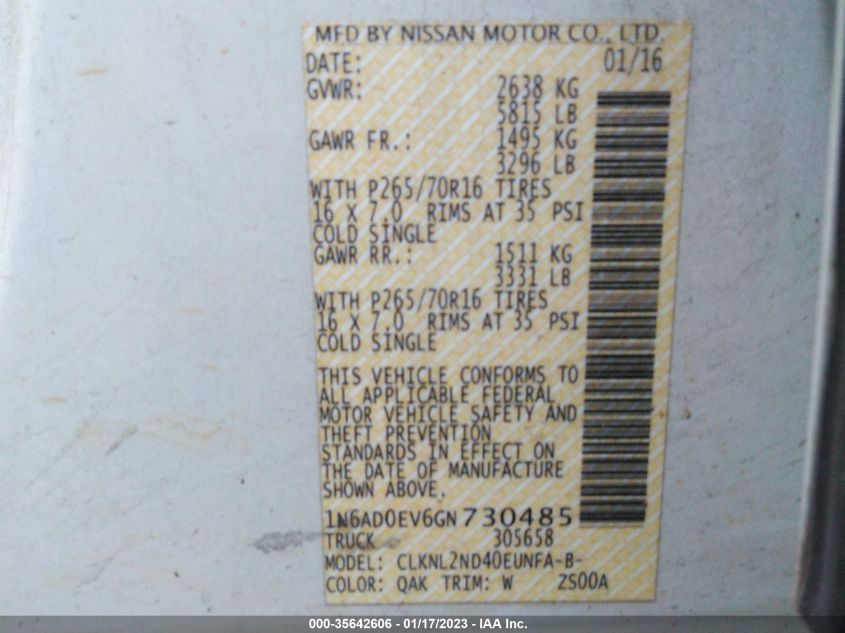 MFD BY NISSAN MOTOR CO., LTD.
DATE: 01/16
GVWR: 2638 KG
5815 LB
GAWR FR.: 1495 KG
3296 LB
WITH P265/70R16 TIRES
16 X 7.0 RIMS AT 35 PSI
COLD SINGLE
GAWR RR.: 1511 KG
3331 LB
WITH P265/70R16 TIRES
16 X 7.0 RIMS AT 35 PSI
COLD SINGLE
THIS VEHICLE CONFORMS TO
ALL APPLICABLE FEDERAL
MOTOR VEHICLE SAFETY AND
THEFT PREVENTION
STANDARDS IN EFFECT ON
THE DATE OF MANUFACTURE
SHOWN ABOVE.
1N6AD0EV6GN730485
TRUCK 305658
MODEL: CLKNL2ND40EUNFA-B-
COLOR: QAK TRIM: W ZS00A
000-35642606 - 01/17/2023 - IAA Inc.